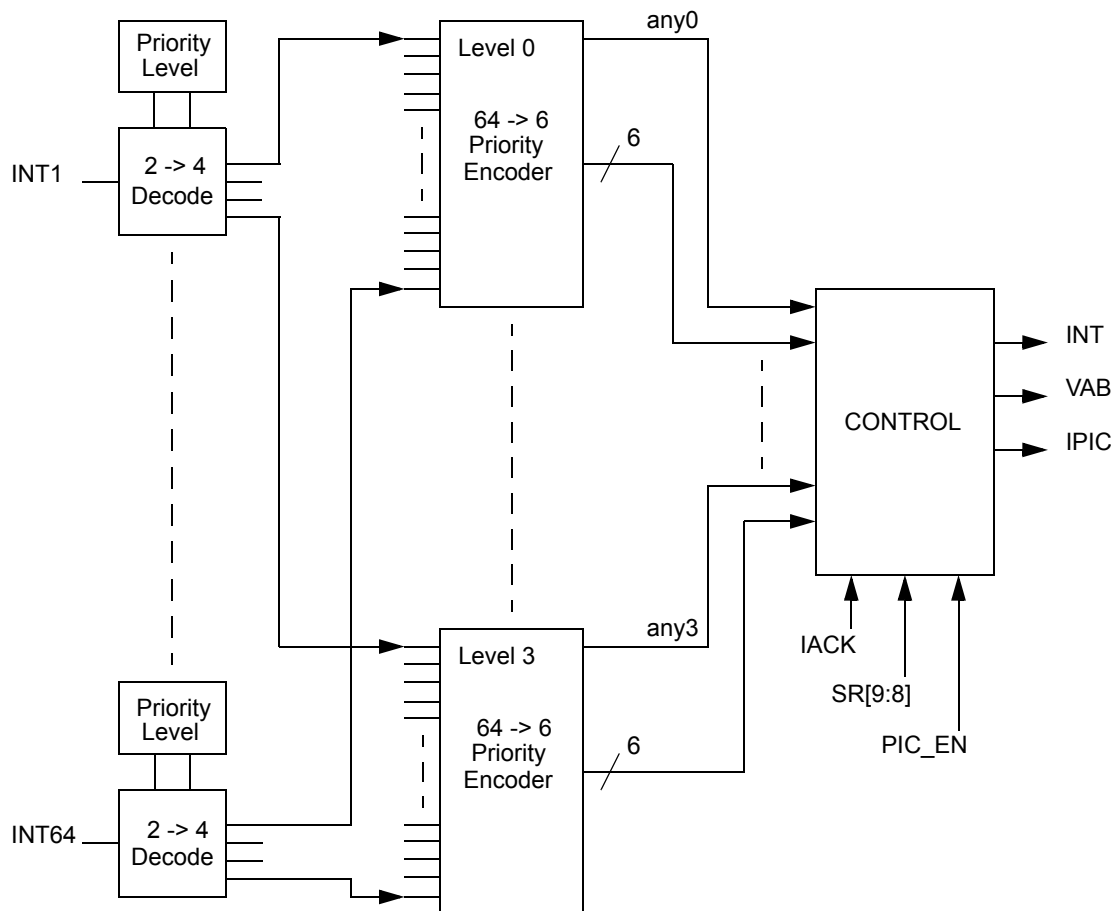 Priority
Level
2 -> 4
Decode
INT1
Level 0
64 -> 6
Priority
Encoder
any0
6
CONTROL
INT
VAB
IPIC
IACK
SR[9:8]
PIC_EN
Priority
Level
2 -> 4
Decode
INT64
Level 3
64 -> 6
Priority
Encoder
any3
6